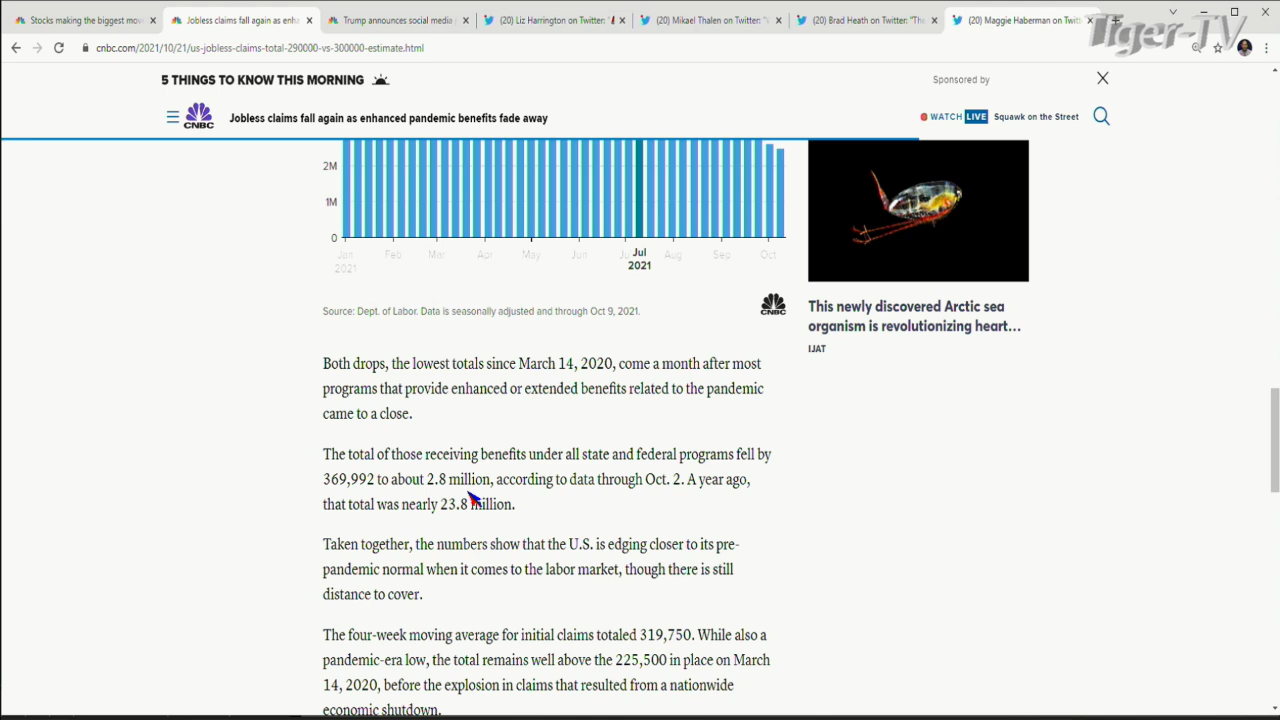 Stocks making the biggest mov
Jobless claims fall again as enh
Trump announces social media
(20) Liz Harrington on Twitter: "
(20) Mikael Thalen on Twitter: "
(20) Brad Heath on Twitter: "The
(20) Maggie Haberman on Twitt
Tiger-TV
cnbc.com/2021/10/21/us-jobless-claims-total-290000-vs-300000-estimate.html
5 THINGS TO KNOW THIS MORNING
Sponsored by
CNBC
Jobless claims fall again as enhanced pandemic benefits fade away
WATCH LIVE Squawk on the Street
2M
1M
0
Jan Feb Mar Apr May Jun Jul Aug Sep Oct
2021
Jul
2021
Source: Dept. of Labor. Data is seasonally adjusted and through Oct 9, 2021.
CNBC
This newly discovered Arctic sea
organism is revolutionizing heart...
IJAT
Both drops, the lowest totals since March 14, 2020, come a month after most
programs that provide enhanced or extended benefits related to the pandemic
came to a close.
The total of those receiving benefits under all state and federal programs fell by
369,992 to about 2.8 million, according to data through Oct. 2. A year ago,
that total was nearly 23.8 million.
Taken together, the numbers show that the U.S. is edging closer to its pre-
pandemic normal when it comes to the labor market, though there is still
distance to cover.
The four-week moving average for initial claims totaled 319,750. While also a
pandemic-era low, the total remains well above the 225,500 in place on March
14, 2020, before the explosion in claims that resulted from a nationwide
economic shutdown.